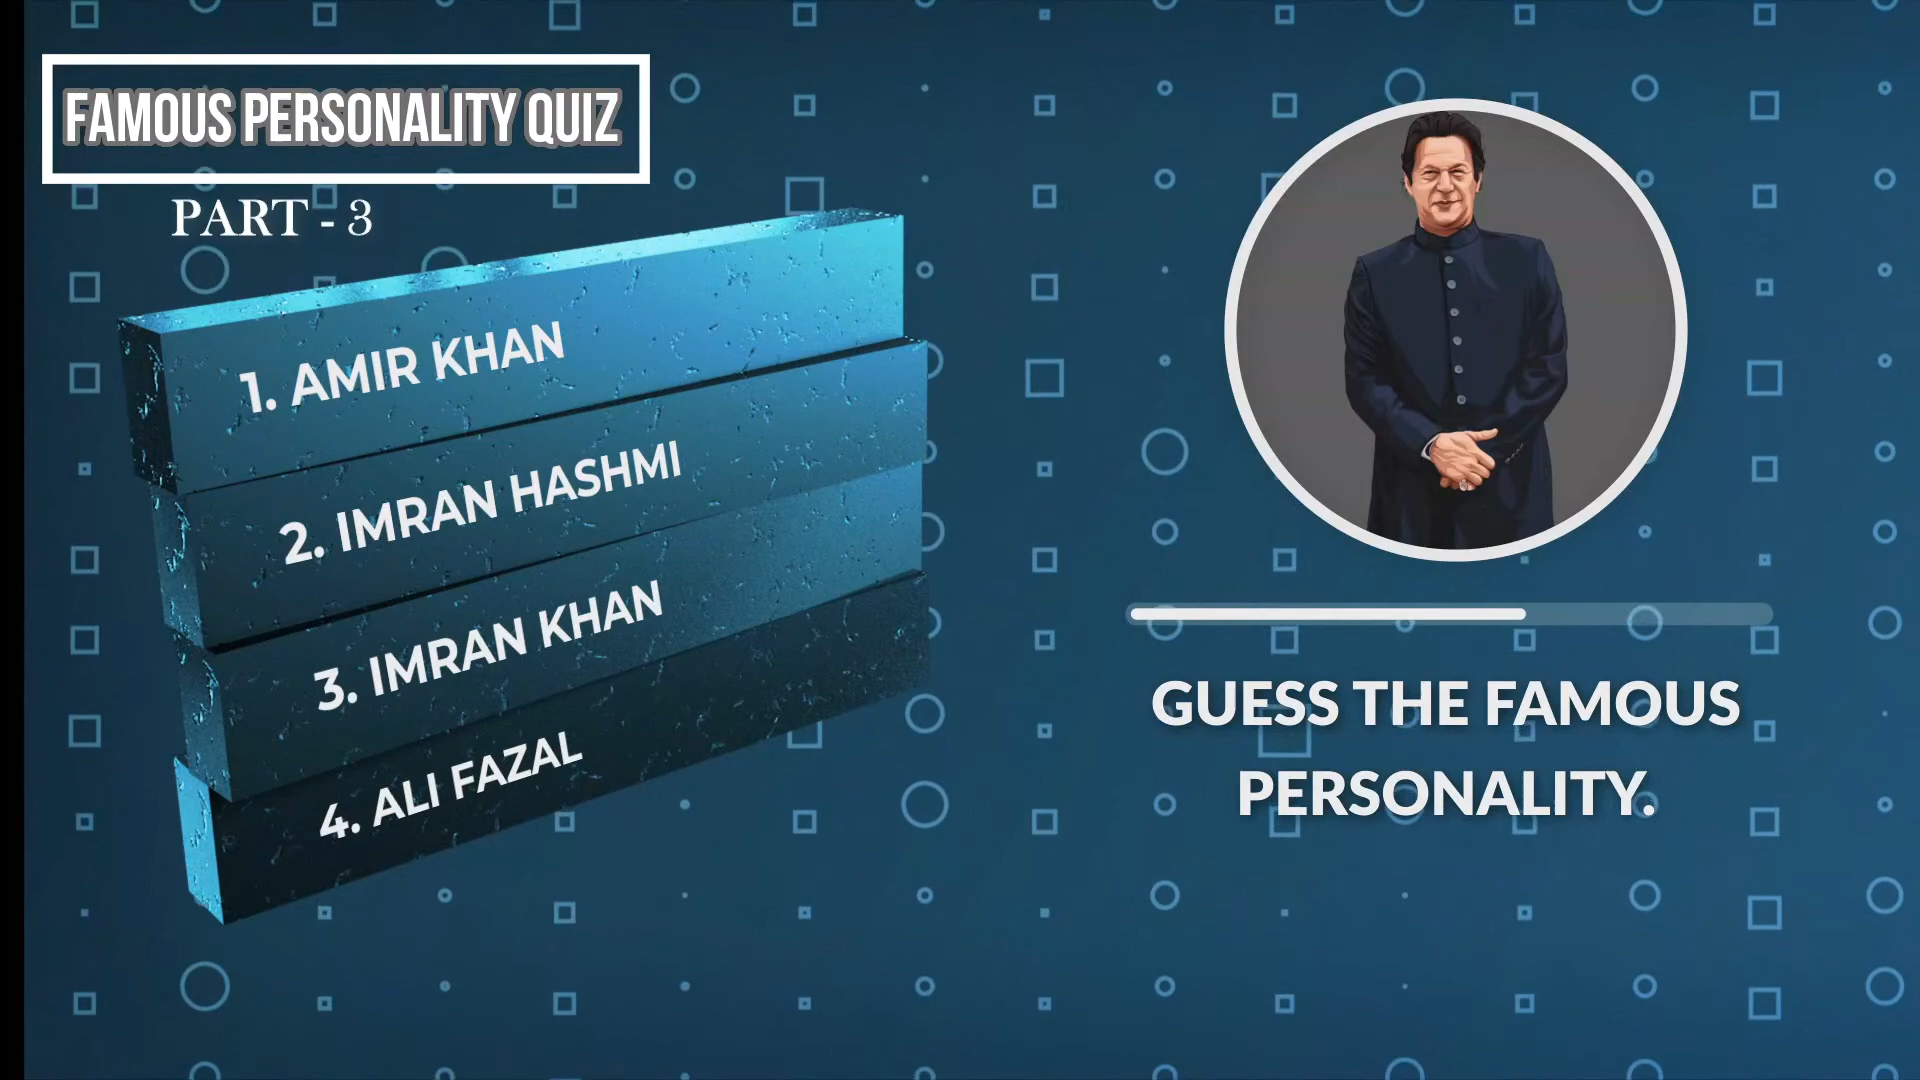 FAMOUS PERSONALITY QUIZ
PART - 3
1. AMIR KHAN
2. IMRAN HASHMI
3. IMRAN KHAN
4. ALI FAZAL
GUESS THE FAMOUS
PERSONALITY.